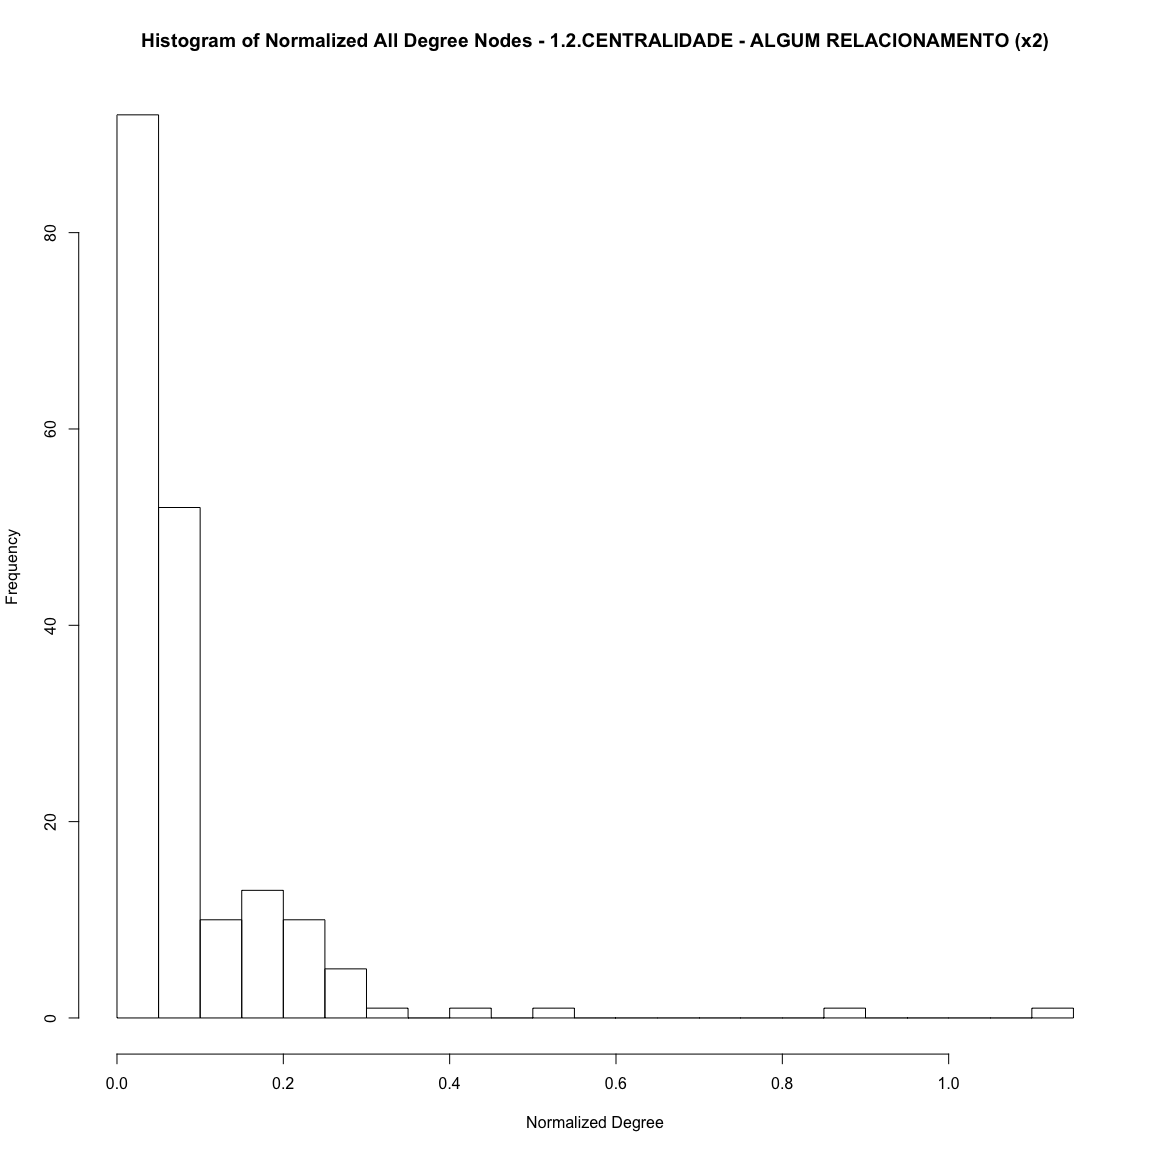 Histogram of Normalized All Degree Nodes - 1.2.CENTRALIDADE - ALGUM RELACIONAMENTO (x2)
80
60
40
20
0
Frequency
0.0 0.2 0.4 0.6 0.8 1.0
Normalized Degree